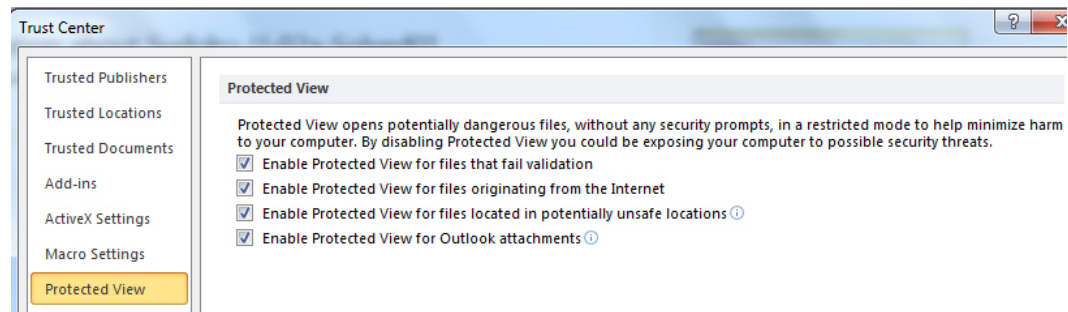 Trust Center
Trusted Publishers
Trusted Locations
Trusted Documents
Add-ins
ActiveX Settings
Macro Settings
Protected View
Protected View
Protected View opens potentially dangerous files, without any security prompts, in a restricted mode to help minimize harm
to your computer. By disabling Protected View you could be exposing your computer to possible security threats.
Enable Protected View for files that fail validation
Enable Protected View for files originating from the Internet
Enable Protected View for files located in potentially unsafe locations
Enable Protected View for Outlook attachments